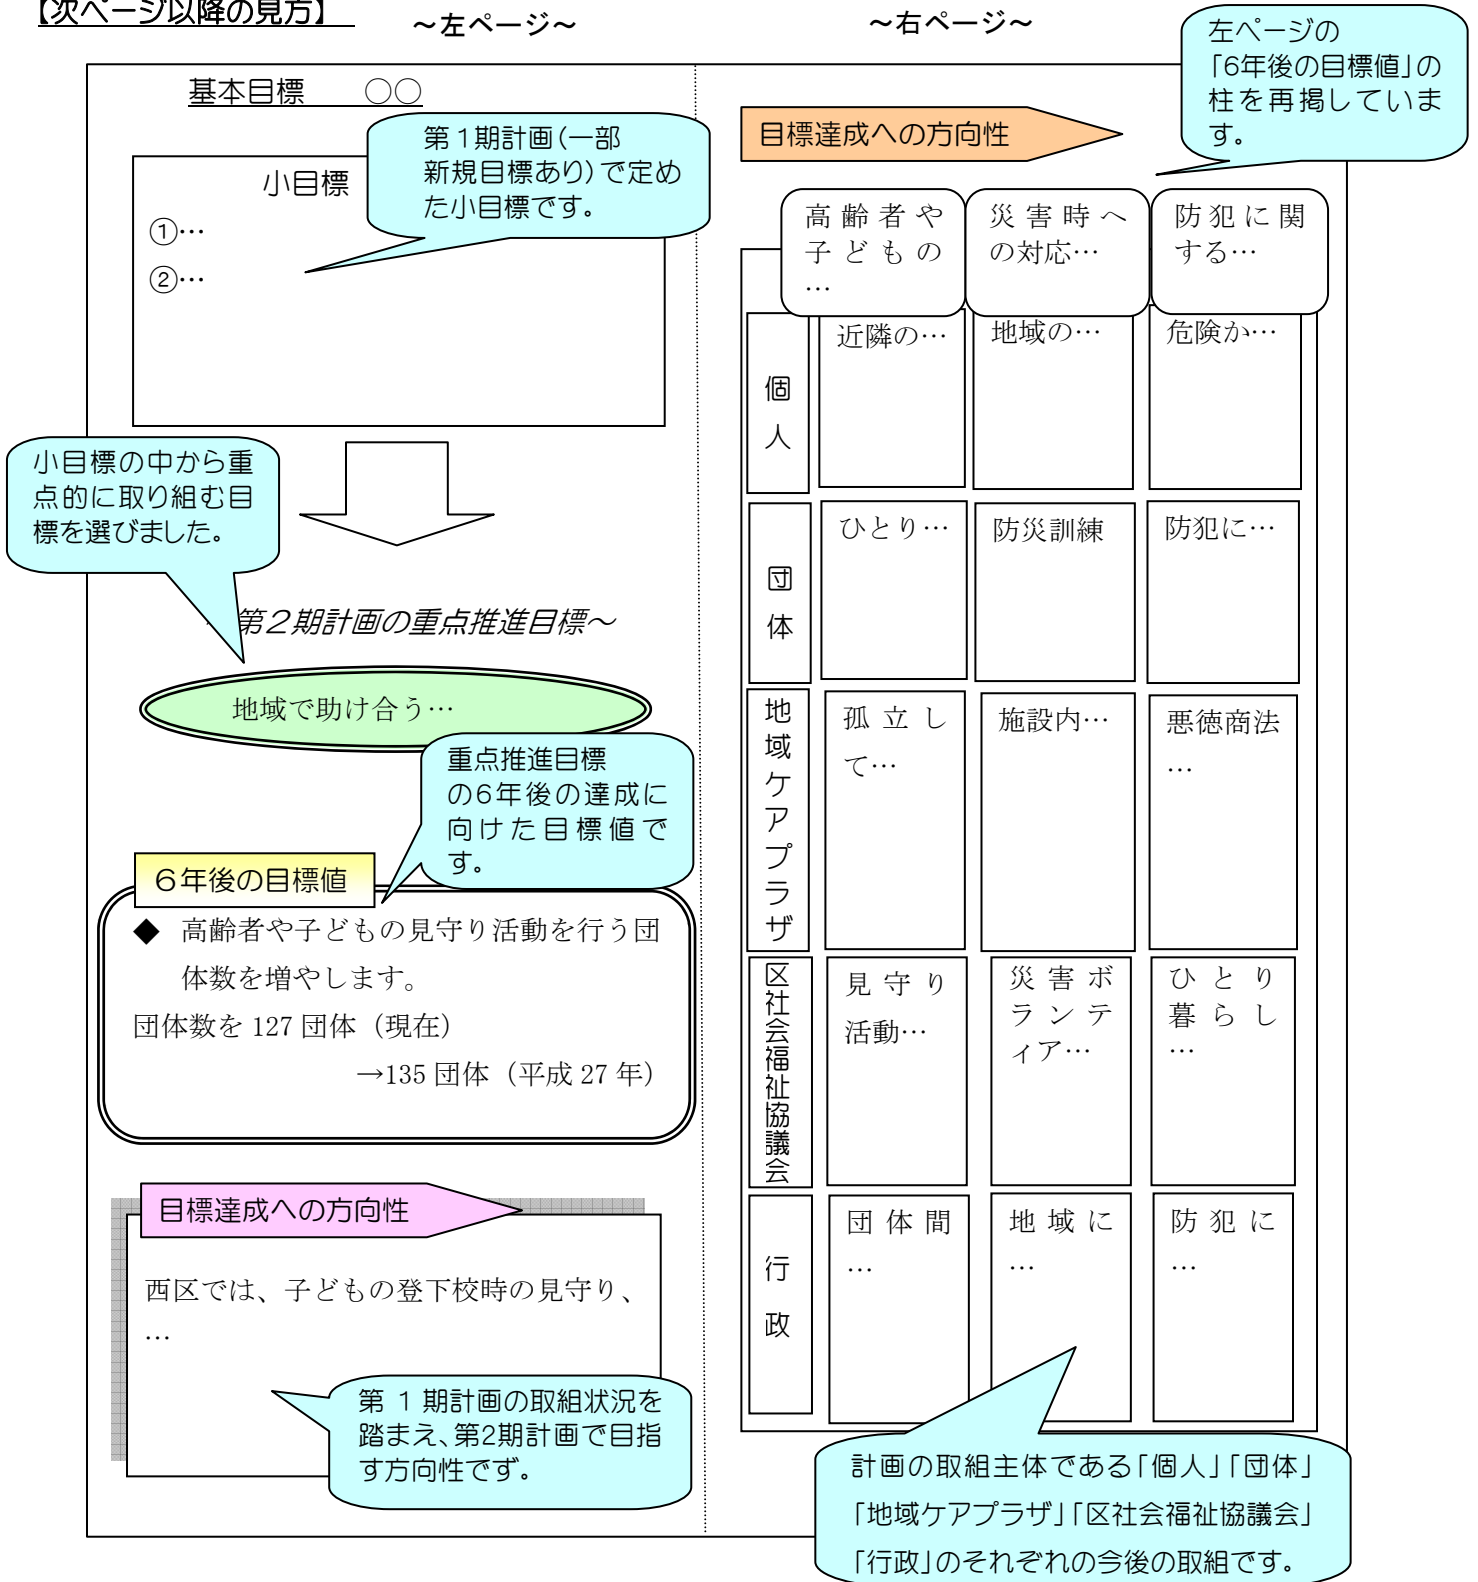 【次ページ以降の見方】
～左ページ～
基本目標　○○
第１期計画（一部
新規目標あり）で定め
た小目標です。
小目標
①…
②…
小目標の中から重
点的に取り組む目
標を選びました。
第２期計画の重点推進目標～
地域で助け合う…
重点推進目標
の6年後の達成に
向けた目標値で
す。
６年後の目標値
◆ 高齢者や子どもの見守り活動を行う団
体数を増やします。
団体数を 127 団体（現在）
→135 団体（平成 27 年）
目標達成への方向性
西区では、子どもの登下校時の見守り、
…
第 1 期計画の取組状況を
踏まえ、第2期計画で目指
す方向性でず。
～右ページ～
左ページの
「6年後の目標値」の
柱を再掲していま
す。
目標達成への方向性
高齢者や
子どもの
…
災害時へ
の対応…
防犯に関
する…
個人
近隣の…
地域の…
危険か…
団体
ひとり…
防災訓練
防犯に…
地域ケアプラザ
孤立し
て…
施設内…
悪徳商法
…
区社会福祉協議会
見守り
活動…
災害ボ
ランテ
ィア…
ひとり
暮らし
…
行政
団体間
…
地域に
…
防犯に
…
計画の取組主体である「個人」「団体」
「地域ケアプラザ」「区社会福祉協議会」
「行政」のそれぞれの今後の取組です。